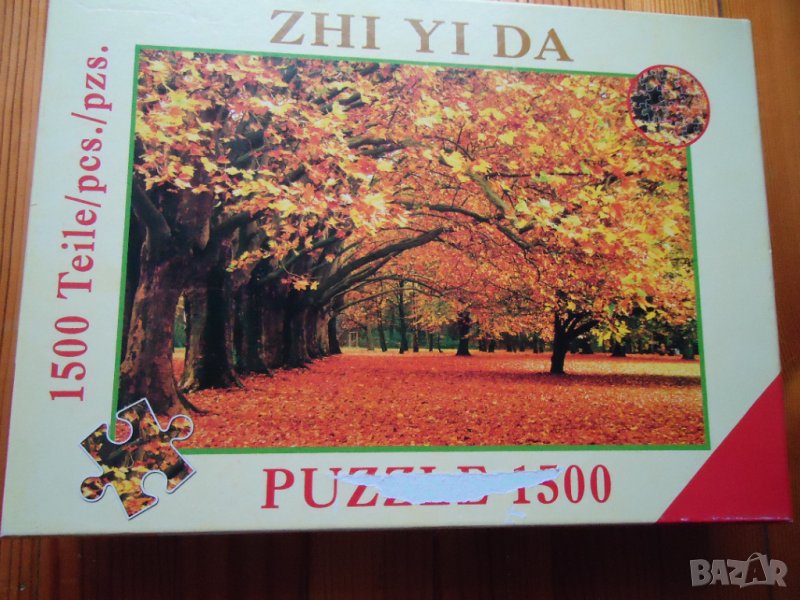 ZHI YI DA
1500 Teile/pcs./pzs.
PUZZLE 1500
BAZAR